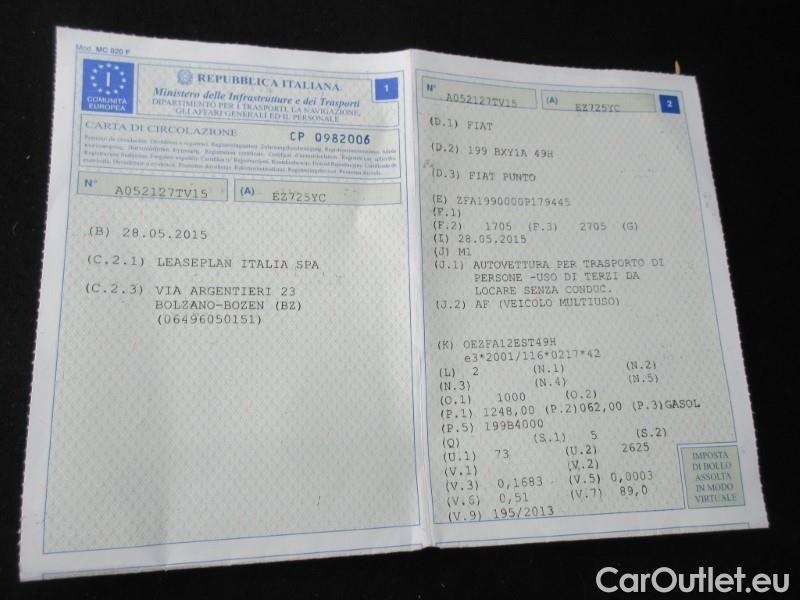 Mod. MC 820 F
I
COMUNITÀ
EUROPEA
REPUBBLICA ITALIANA
1
Ministero delle Infrastrutture e dei Trasporti
DIPARTIMENTO PER I TRASPORTI, LA NAVIGAZIONE,
GLI AFFARI GENERALI ED IL PERSONALE
CARTA DI CIRCOLAZIONE CP 0982006
N° A052127TV15 (A) EZ725YC
(B) 28.05.2015
(C.2.1) LEASEPLAN ITALIA SPA
(C.2.3) VIA ARGENTIERI 23
BOLZANO-BOZEN (BZ)
(06496050151)
N° A052127TV15 (A) EZ725YC 2
(D.1) FIAT
(D.2) 199 BXY1A 49H
(D.3) FIAT PUNTO
(E) ZFA1990000P179445
(F.1)
(F.2) 1705 (F.3) 2705 (G)
(I) 28.05.2015
(J) M1
(J.1) AUTOVETTURA PER TRASPORTO DI
PERSONE -USO DI TERZI DA
LOCARE SENZA CONDUC.
(J.2) AF (VEICOLO MULTIUSO)
(K) OEZFA12EST49H
e3*2001/116*0217*42
(L) 2 (N.1) (N.2)
(N.3) (N.4) (N.5)
(O.1) 1000 (O.2)
(P.1) 1248,00 (P.2)062,00 (P.3)GASOL
(P.5) 199B4000
(Q) (S.1) 5 (S.2)
(U.1) 73 (U.2) 2625
(V.1) (V.2)
(V.3) 0,1683 (V.5) 0,0003
(V.6) 0,51 (V.7) 89,0
(V.9) 195/2013
IMPOSTA
DI BOLLO
ASSOLTA
IN MODO
VIRTUALE
CarOutlet.eu